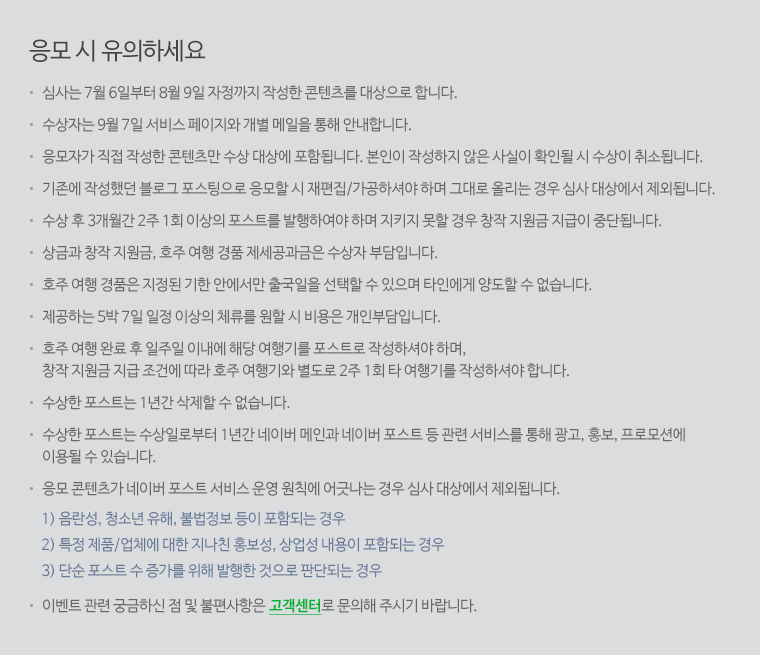 응모 시 유의하세요
· 심사는 7월 6일부터 8월 9일 자정까지 작성한 콘텐츠를 대상으로 합니다.
· 수상자는 9월 7일 서비스 페이지와 개별 메일을 통해 안내합니다.
· 응모자가 직접 작성한 콘텐츠만 수상 대상에 포함됩니다. 본인이 작성하지 않은 사실이 확인될 시 수상이 취소됩니다.
· 기존에 작성했던 블로그 포스팅으로 응모할 시 재편집/가공하셔야 하며 그대로 올리는 경우 심사 대상에서 제외됩니다.
· 수상 후 3개월간 2주 1회 이상의 포스트를 발행하여야 하며 지키지 못할 경우 창작 지원금 지급이 중단됩니다.
· 상금과 창작 지원금, 호주 여행 경품 제세공과금은 수상자 부담입니다.
· 호주 여행 경품은 지정된 기한 안에서만 출국일을 선택할 수 있으며 타인에게 양도할 수 없습니다.
· 제공하는 5박 7일 일정 이상의 체류를 원할 시 비용은 개인부담입니다.
· 호주 여행 완료 후 일주일 이내에 해당 여행기를 포스트로 작성하셔야 하며,
창작 지원금 지급 조건에 따라 호주 여행기와 별도로 2주 1회 타 여행기를 작성하셔야 합니다.
· 수상한 포스트는 1년간 삭제할 수 없습니다.
· 수상한 포스트는 수상일로부터 1년간 네이버 메인과 네이버 포스트 등 관련 서비스를 통해 광고, 홍보, 프로모션에
이용될 수 있습니다.
· 응모 콘텐츠가 네이버 포스트 서비스 운영 원칙에 어긋나는 경우 심사 대상에서 제외됩니다.
1) 음란성, 청소년 유해, 불법정보 등이 포함되는 경우
2) 특정 제품/업체에 대한 지나친 홍보성, 상업성 내용이 포함되는 경우
3) 단순 포스트 수 증가를 위해 발행한 것으로 판단되는 경우
· 이벤트 관련 궁금하신 점 및 불편사항은 고객센터로 문의해 주시기 바랍니다.